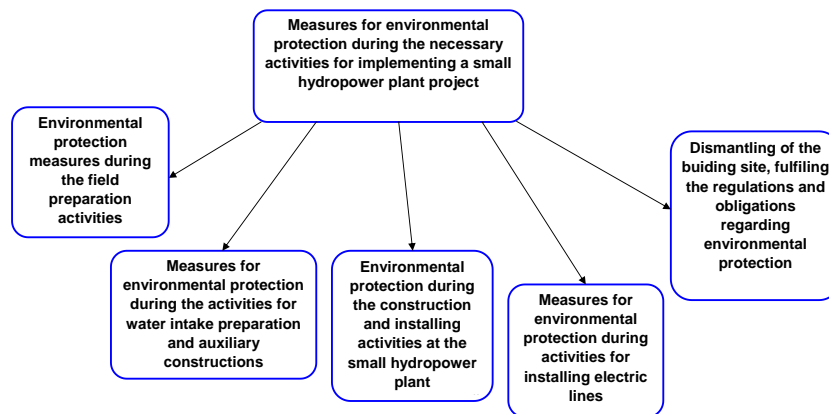 Measures for environmental
protection during the necessary
activities for implementing a small
hydropower plant project
Environmental
protection
measures during
the field
preparation
activities
Measures for
environmental protection
during the activities for
water intake preparation
and auxiliary
constructions
Environmental
protection during
the construction
and installing
activities at the
small hydropower
plant
Measures for
environmental
protection during
activities for
installing electric
lines
Dismantling of the
buiding site, fulfiling
the regulations and
obligations
regarding
environmental
protection